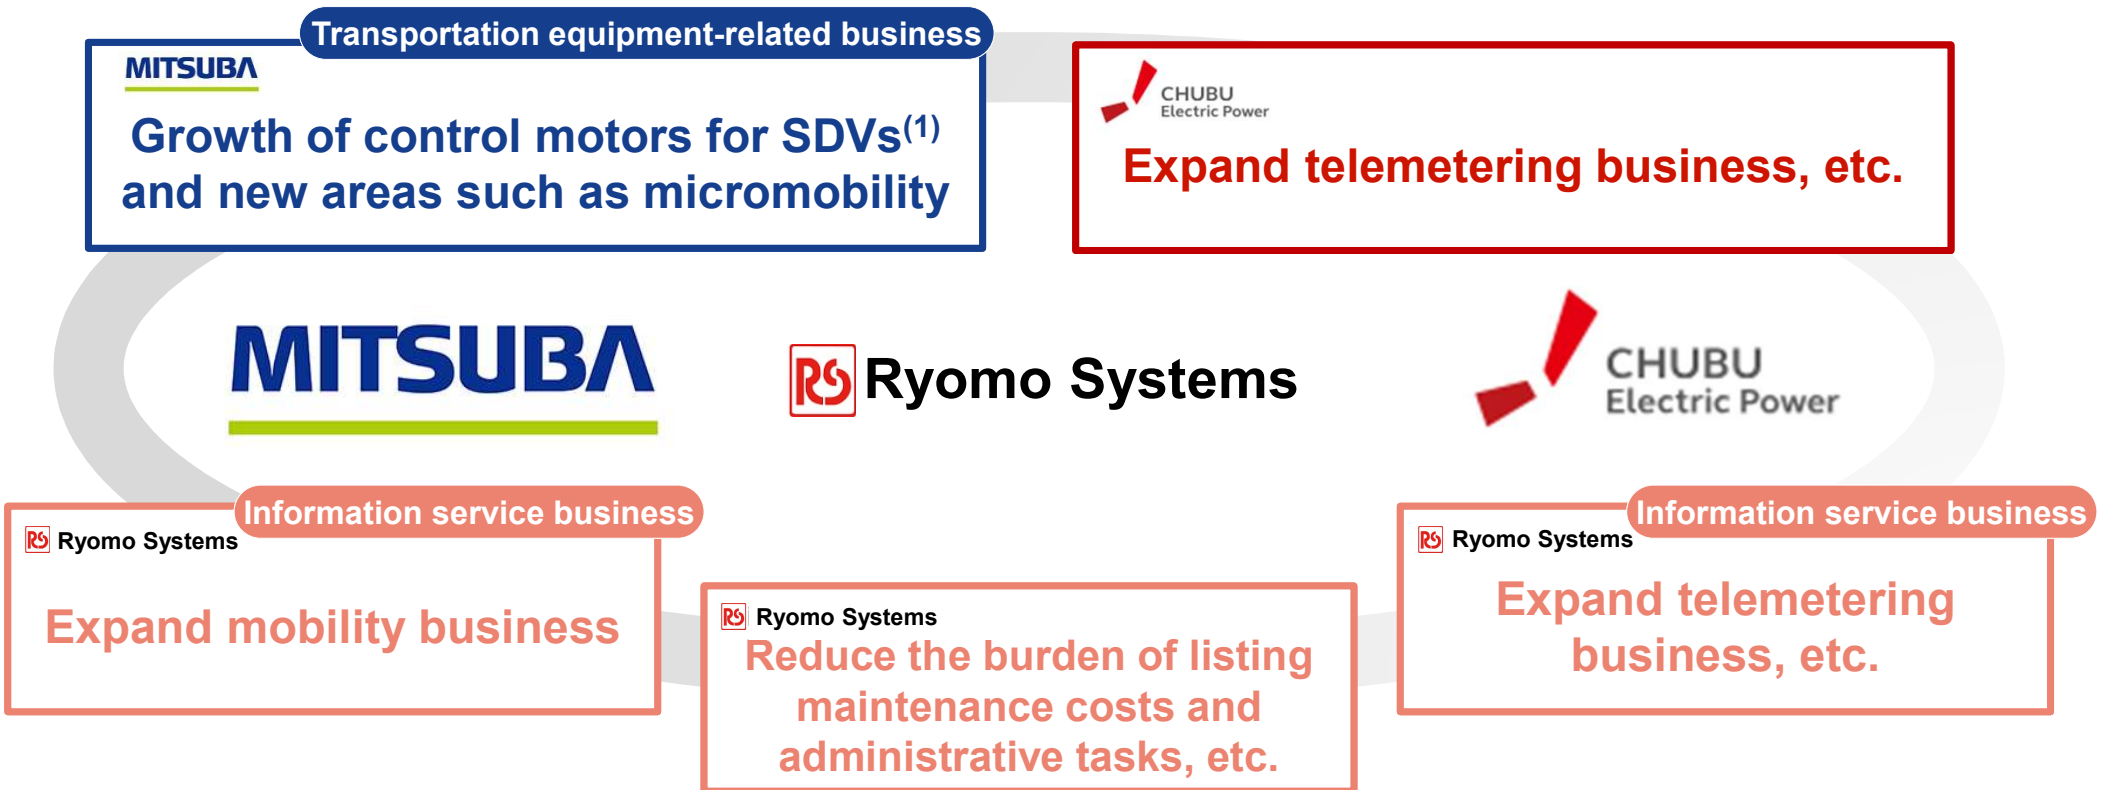 Transportation equipment-related business
MITSUBA
Growth of control motors for SDVs(1)
and new areas such as micromobility
CHUBU
Electric Power
Expand telemetering business, etc.
MITSUBA
RS Ryomo Systems
CHUBU
Electric Power
Information service business
RS Ryomo Systems
Expand mobility business
RS Ryomo Systems
Reduce the burden of listing
maintenance costs and
administrative tasks, etc.
Information service business
RS Ryomo Systems
Expand telemetering
business, etc.